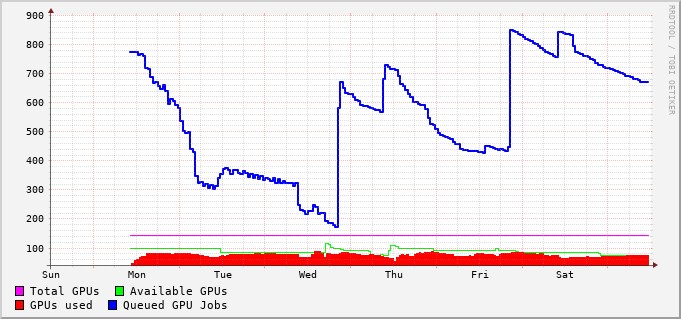 900
800
700
600
500
400
300
200
100
Sun Mon Tue Wed Thu Fri Sat
Total GPUs Available GPUs
GPUs used Queued GPU Jobs
RRDTOOL / TOBI OETIKER